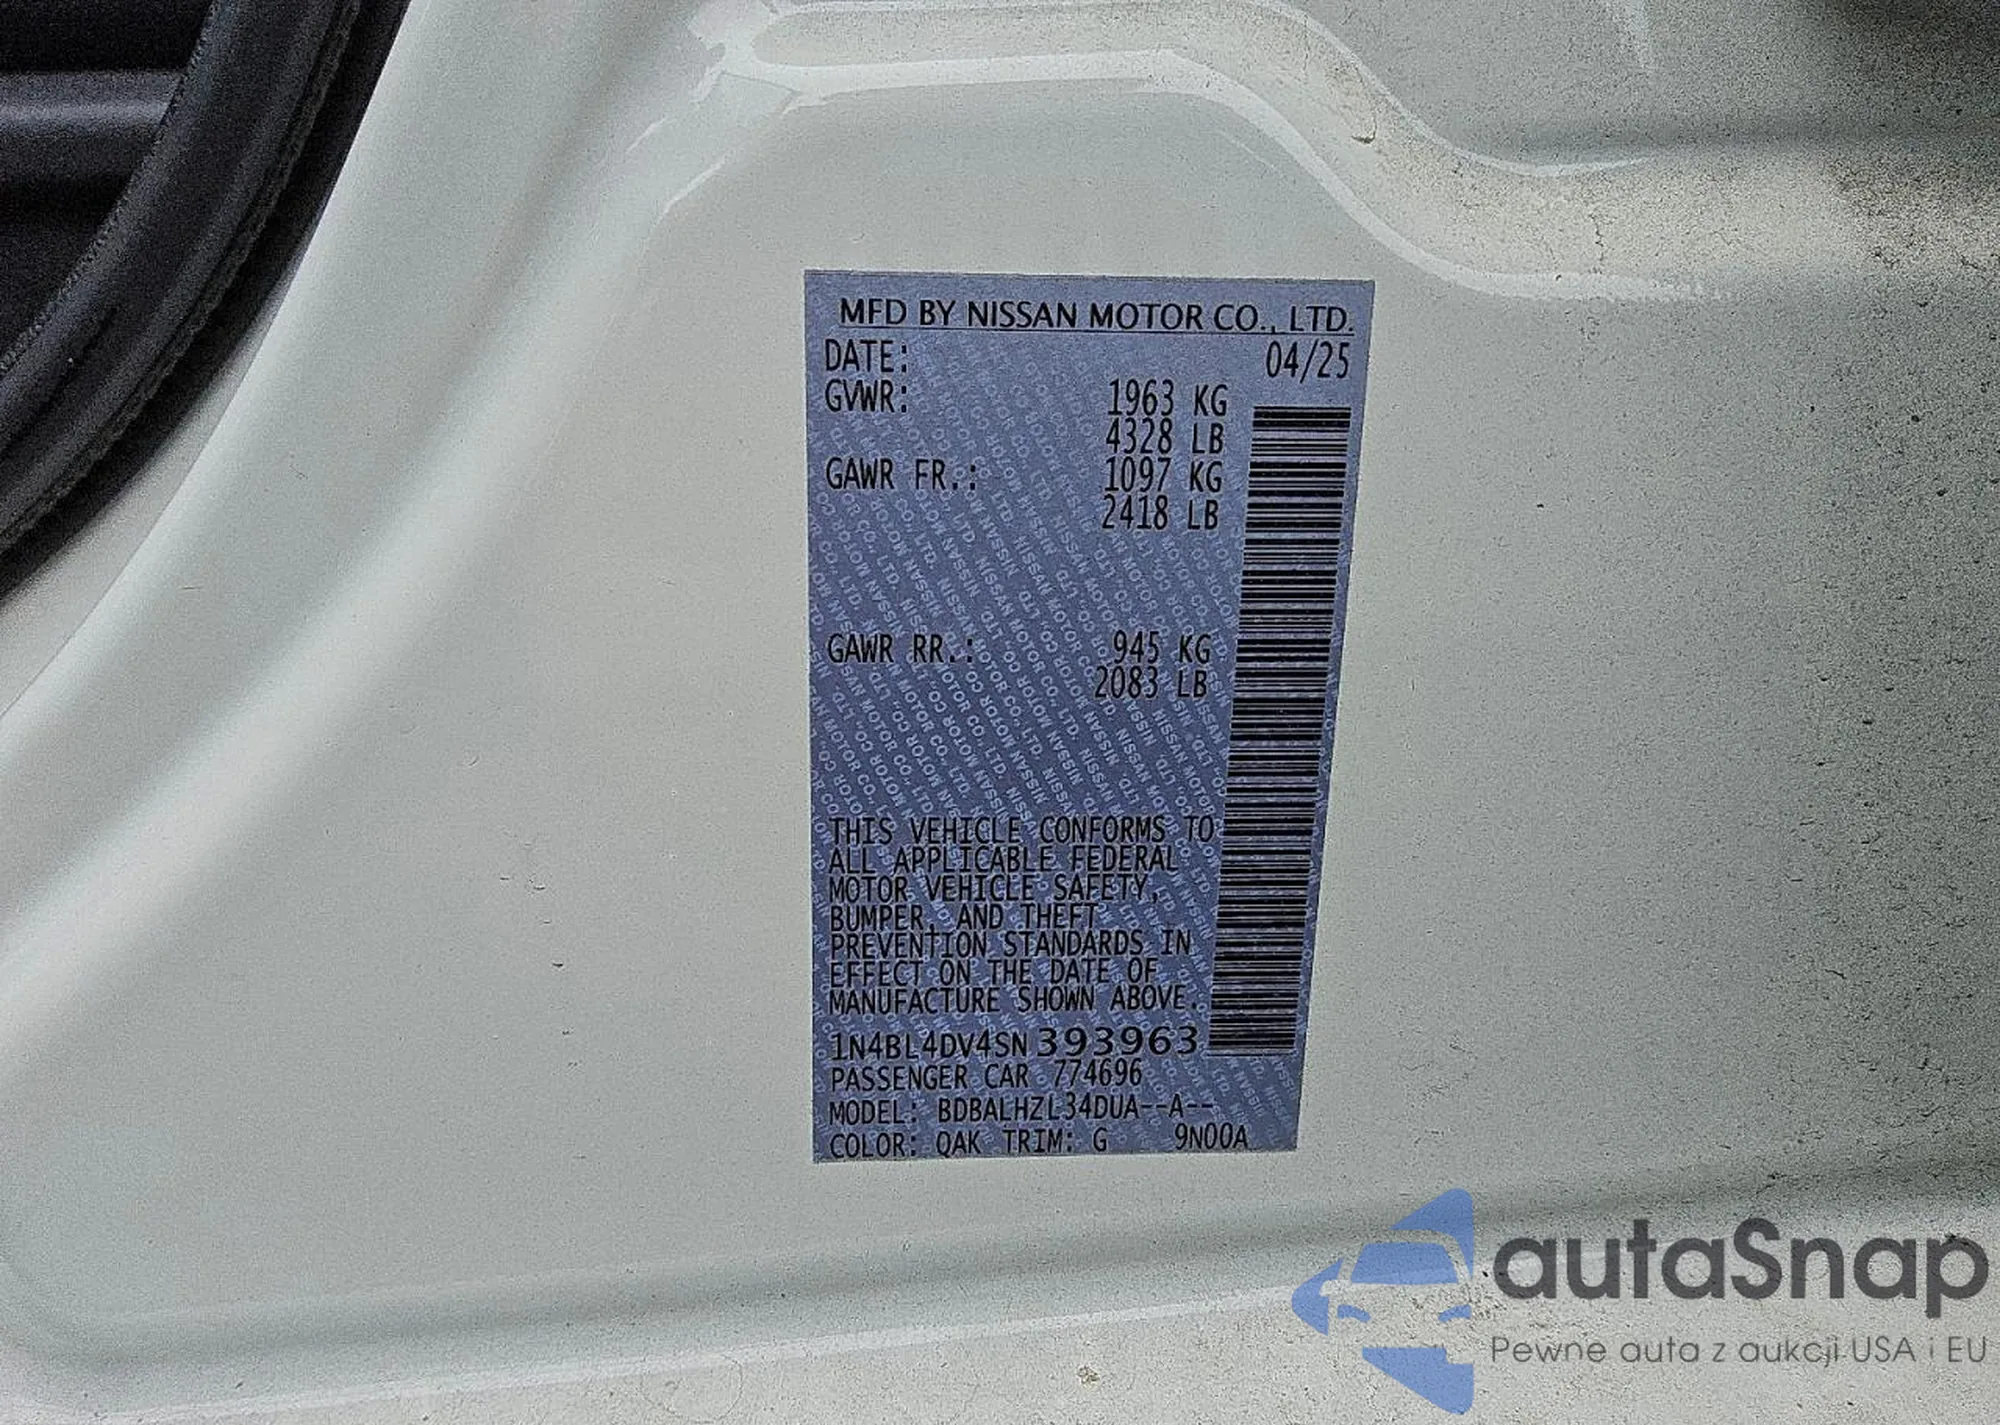 MFD BY NISSAN MOTOR CO., LTD.
DATE: 04/25
GVWR: 1963 KG
4328 LB
GAWR FR.: 1097 KG
2418 LB
GAWR RR.: 945 KG
2083 LB
THIS VEHICLE CONFORMS TO
ALL APPLICABLE FEDERAL
MOTOR VEHICLE SAFETY,
BUMPER, AND THEFT
PREVENTION STANDARDS IN
EFFECT ON THE DATE OF
MANUFACTURE SHOWN ABOVE.
1N4BL4DV4SN393963
PASSENGER CAR 774696
MODEL: BDBALHZL34DUA--A--
COLOR: QAK TRIM: G 9N00A
autaSnap
Pewne auta z aukcji USA i EU